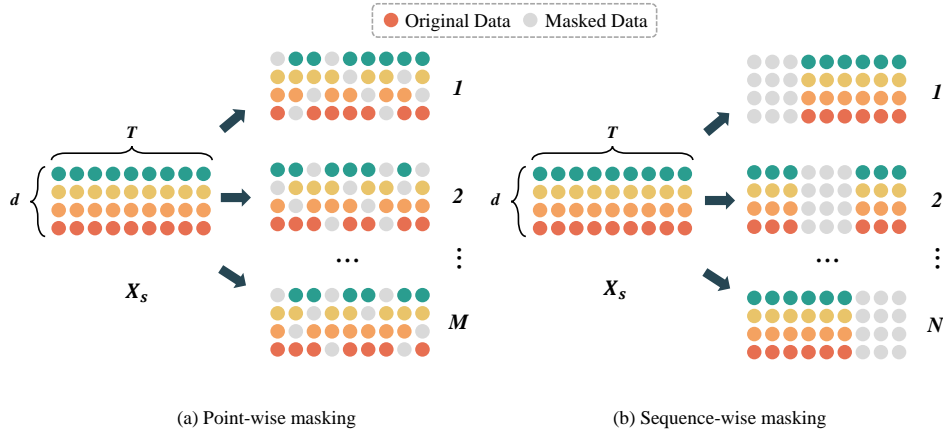 Original Data Masked Data
T
d
X_s
1
2
...
⋮
M
(a) Point-wise masking
T
d
X_s
1
2
...
⋮
N
(b) Sequence-wise masking